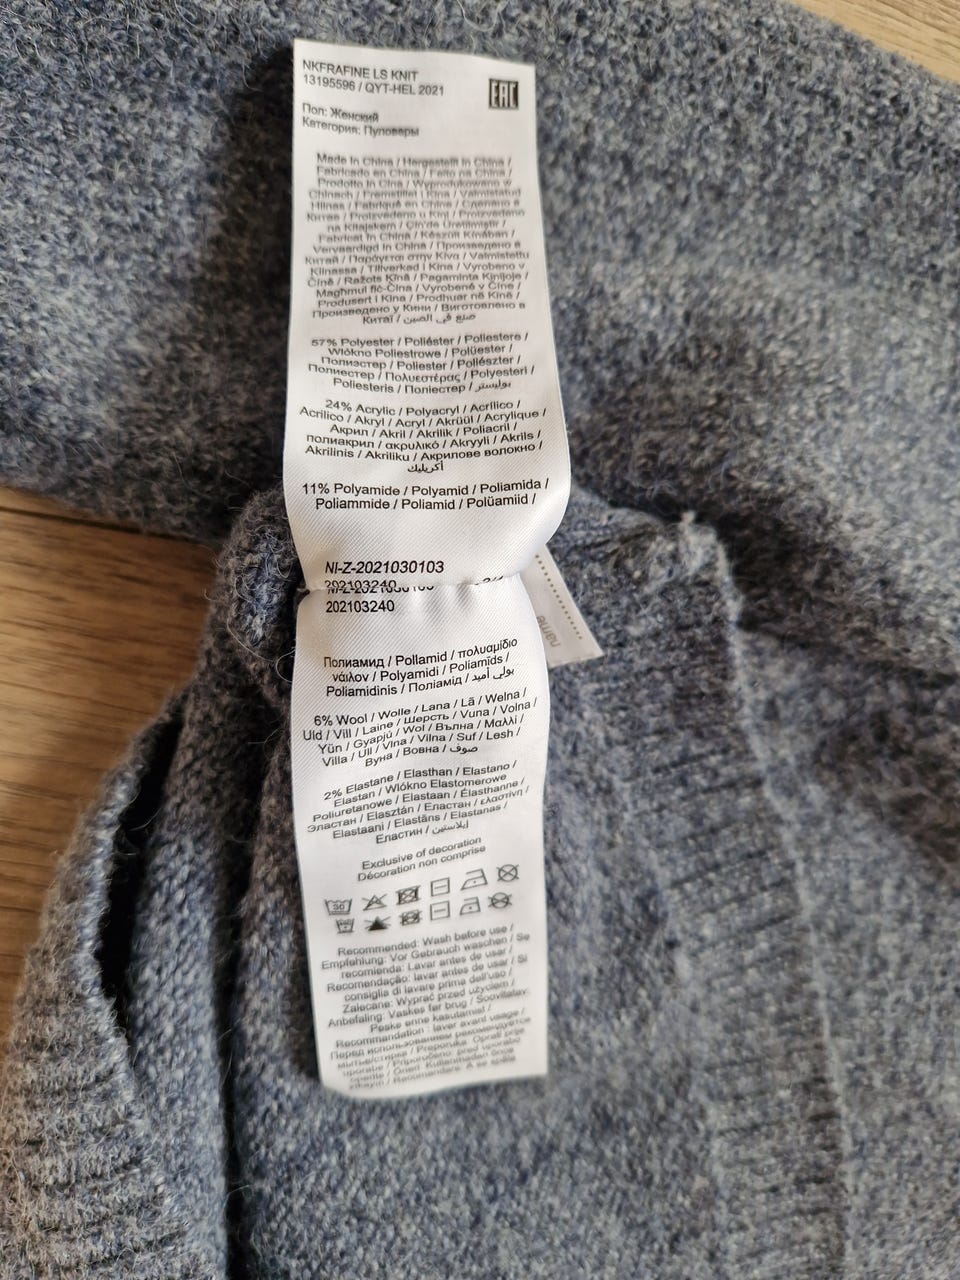 NKFRAFINE LS KNIT
13195596 / QYT-HEL 2021
EAC
Пол: Женский
Категория: Пуловеры
Made in China / Hergestellt in China /
Fabricado en China / Feito na China /
Prodotto in Cina / Wyprodukowano w
Chinach / Fremstillet i Kina / Valmistatud
Hiinas / Fabriqué en China / Сделано в
Китае / Proizvedeno u Kini / Proizvedeno
na Kitajskem / Çin'de Üretilmiştir /
Fabricat în China / Készült Kínában /
Vervaardigd in China / Произведено в
Китай / Παράγεται στην Κίνα / Valmistettu
Kiinassa / Tillverkad i Kina / Vyrobeno v
Číně / Ražots Ķīnā / Pagaminta Kinijoje /
Magħmul fiċ-Ċina / Vyrobené v Číne /
Produsert i Kina / Prodhuar në Kinë /
Произведено у Кини / Виготовлено в
Китаї / صنع في الصين
57% Polyester / Poliéster / Poliestere /
Włókno Poliestrowe / Polüester /
Полиэстер / Poliester / Poliészter /
Полиестер / Πολυεστέρας / Polyesteri /
Poliesteris / Поліестер / بوليستر
24% Acrylic / Polyacryl / Acrílico /
Acrilico / Akryl / Acryl / Akrüül / Acrylique /
Акрил / Akril / Akrilik / Poliacril /
полиакрил / ακρυλικό / Akryyli / Akrils /
Akrilinis / Akriliku / Акрилове волокно /
أكريليك
11% Polyamide / Polyamid / Poliamida /
Poliammide / Poliamid / Polüamiid /
NI-Z-2021030103
202103240
202103240
name
Полиамид / Poliamid / πολυαμίδιο
νάιλον / Polyamidi / Poliamīds /
Poliamidinis / Поліамід / بولي أميد
6% Wool / Wolle / Lana / Lã / Wełna /
Uld / Vill / Laine / Шерсть / Vuna / Volna /
Yün / Gyapjú / Wol / Вълна / Μαλλί /
Villa / Ull / Vlna / Vilna / Suf / Lesh /
Вуна / Вовна / صوف
2% Elastane / Elasthan / Elastano /
Elastan / Włókno Elastomerowe
Poliuretanowe / Elastaan / Élasthanne /
Эластан / Elasztán / Еластан / ελαστίνη /
Elastaani / Elastāns / Elastanas /
Еластин / إيلاستين
Exclusive of decoration
Décoration non comprise
30
Recommended: Wash before use /
Empfehlung: Vor Gebrauch waschen / Se
recomienda: Lavar antes de usar /
Recomendação: lavar antes de usar / Si
consiglia di lavare prima dell'uso /
Zalecane: Wyprać przed użyciem /
Anbefaling: Vaskes før brug / Soovitatav:
Peske enne kasutamist /
Recommandation : laver avant usage /
Перед использованием рекомендуется